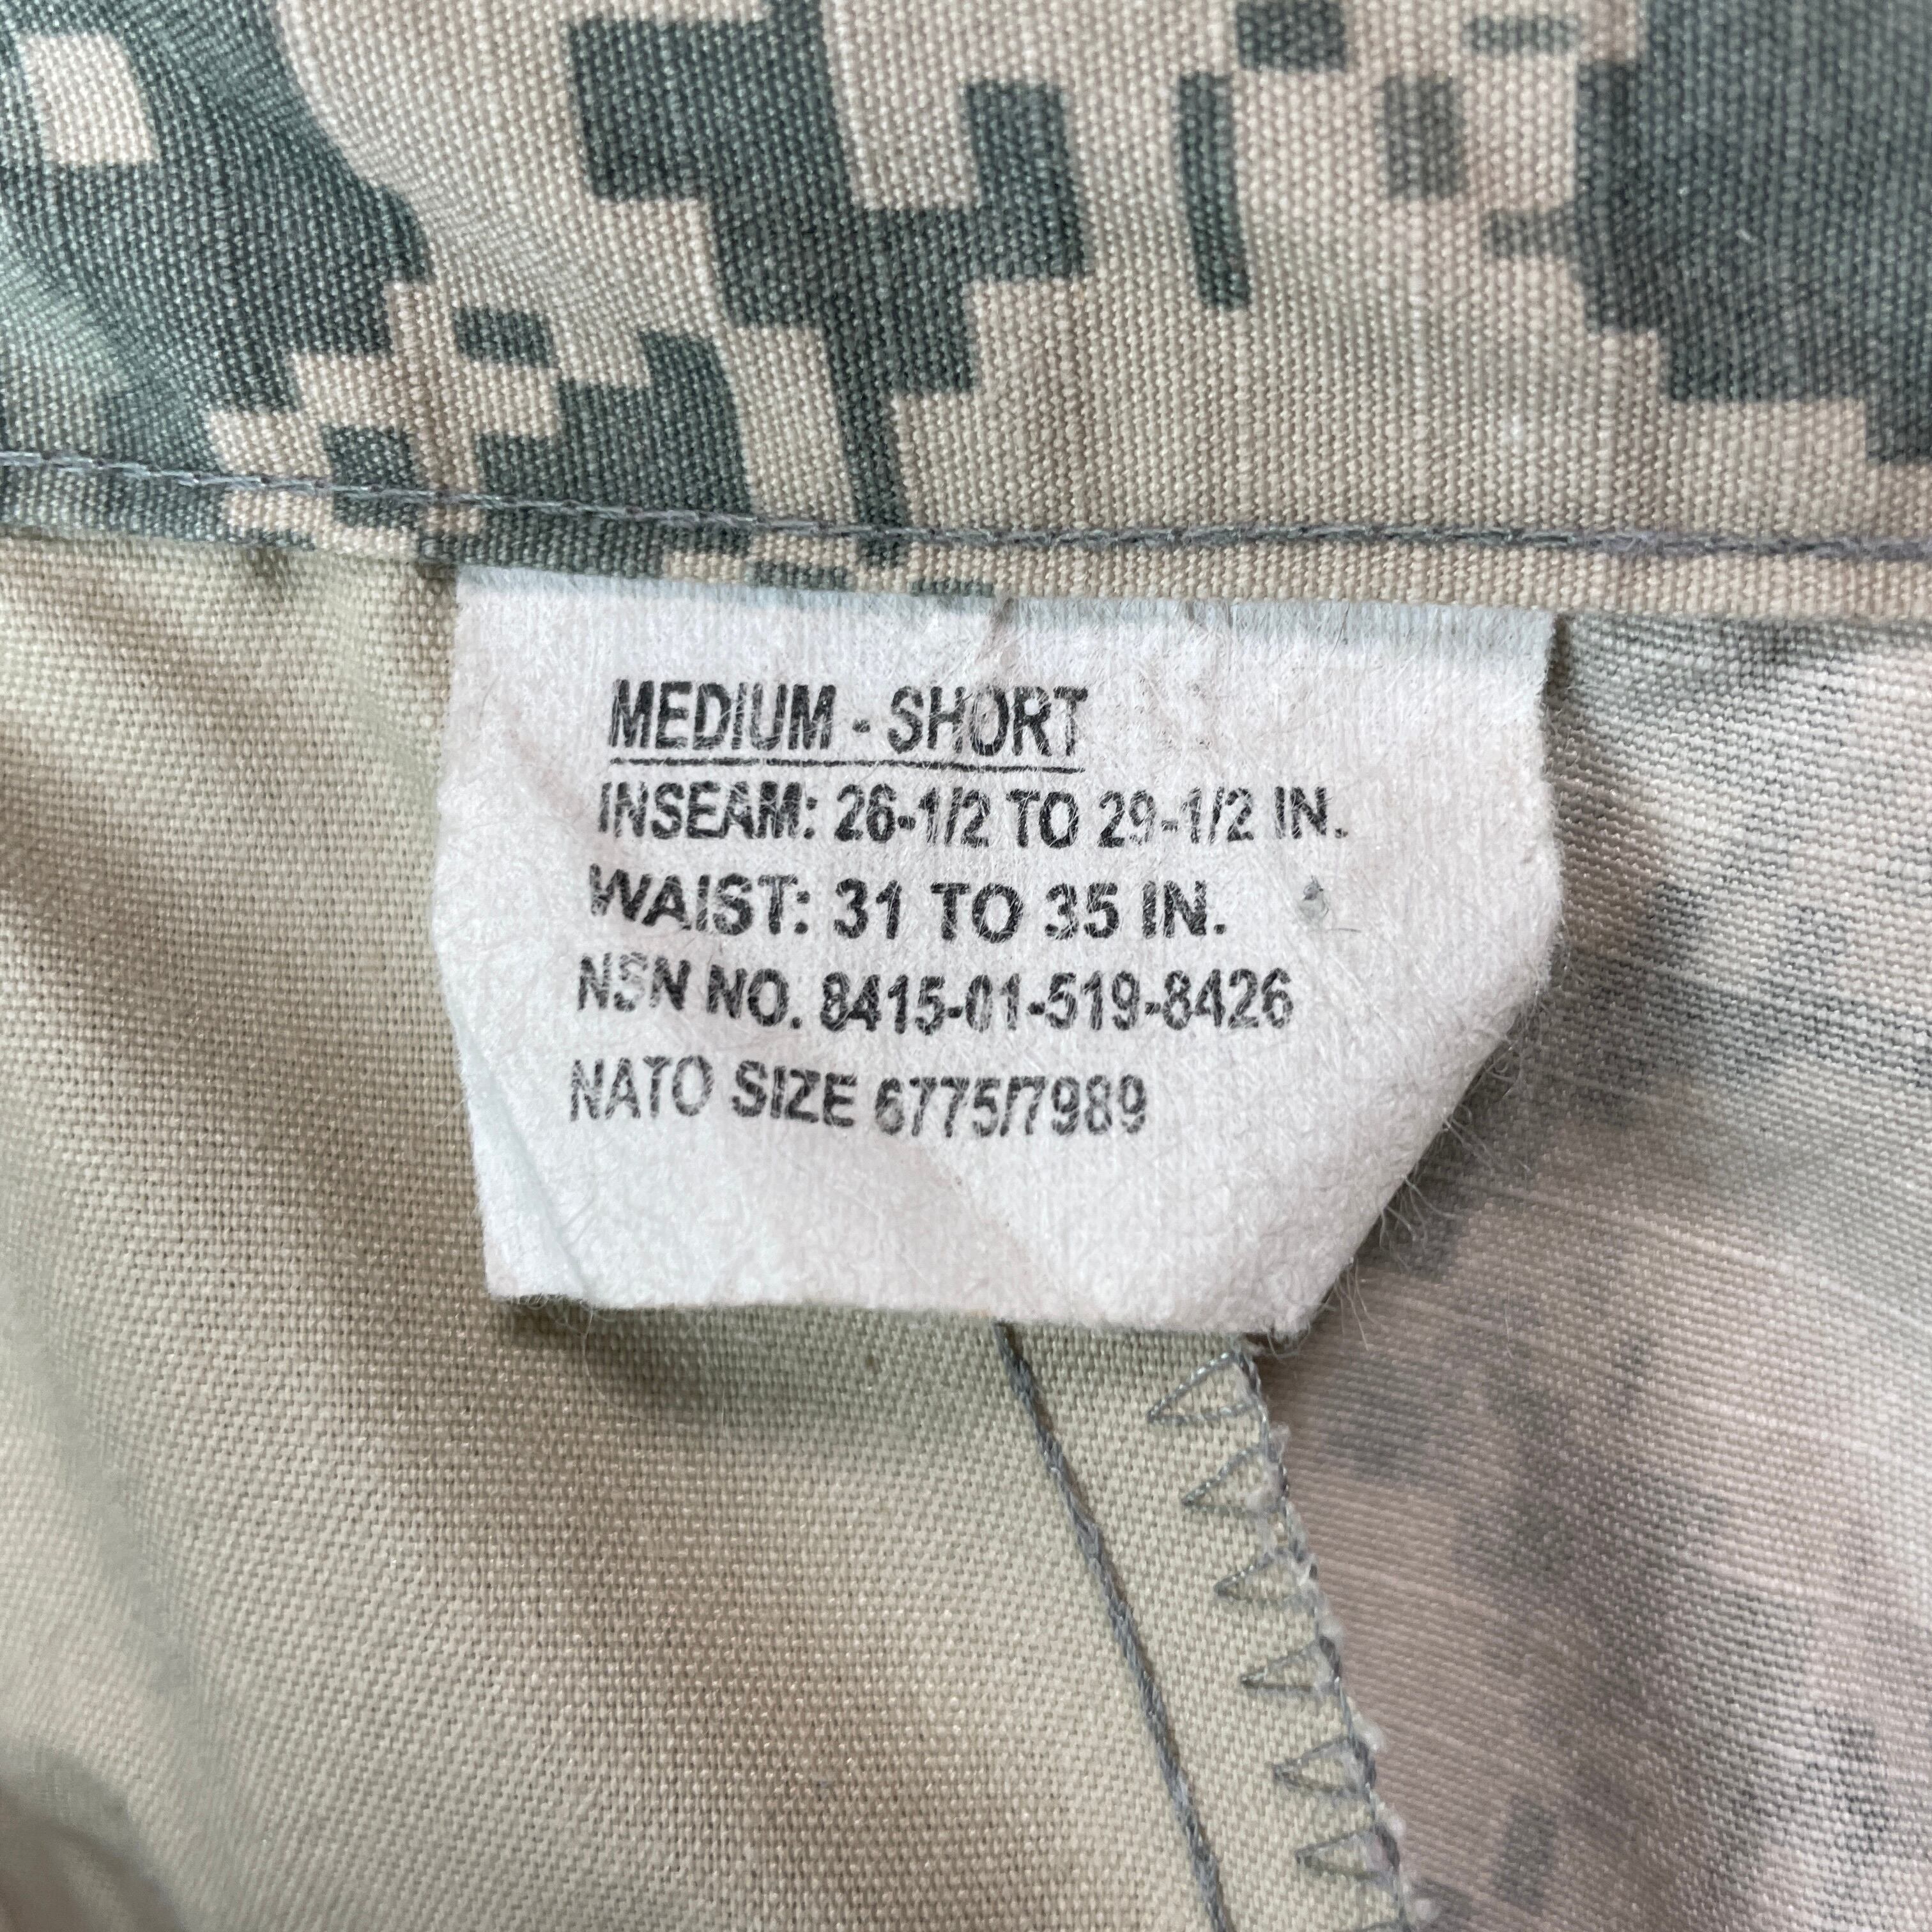 MEDIUM - SHORT
INSEAM: 26-1/2 TO 29-1/2 IN.
WAIST: 31 TO 35 IN.
NSN NO. 8415-01-519-8426
NATO SIZE 6775/7989